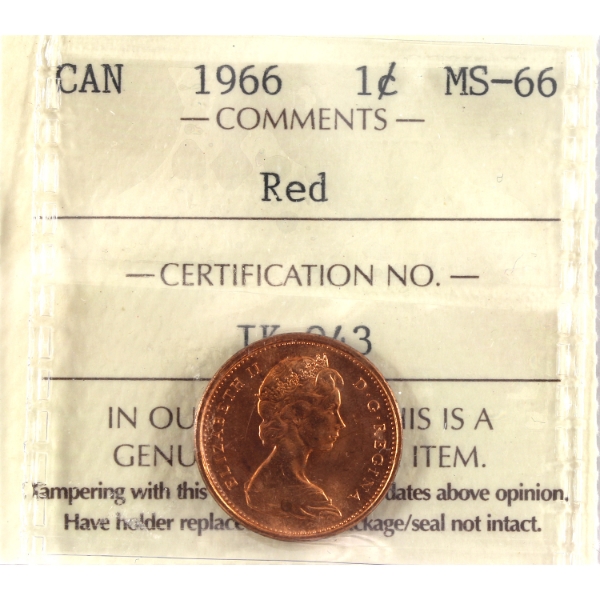 CAN 1966 1¢ MS-66
— COMMENTS —
Red
— CERTIFICATION NO. —
IN OU IS IS A
GENU ITEM.
Tampering with this dates above opinion.
Have holder replace ckage/seal not intact.
ELIZABETH II D·G·REGINA